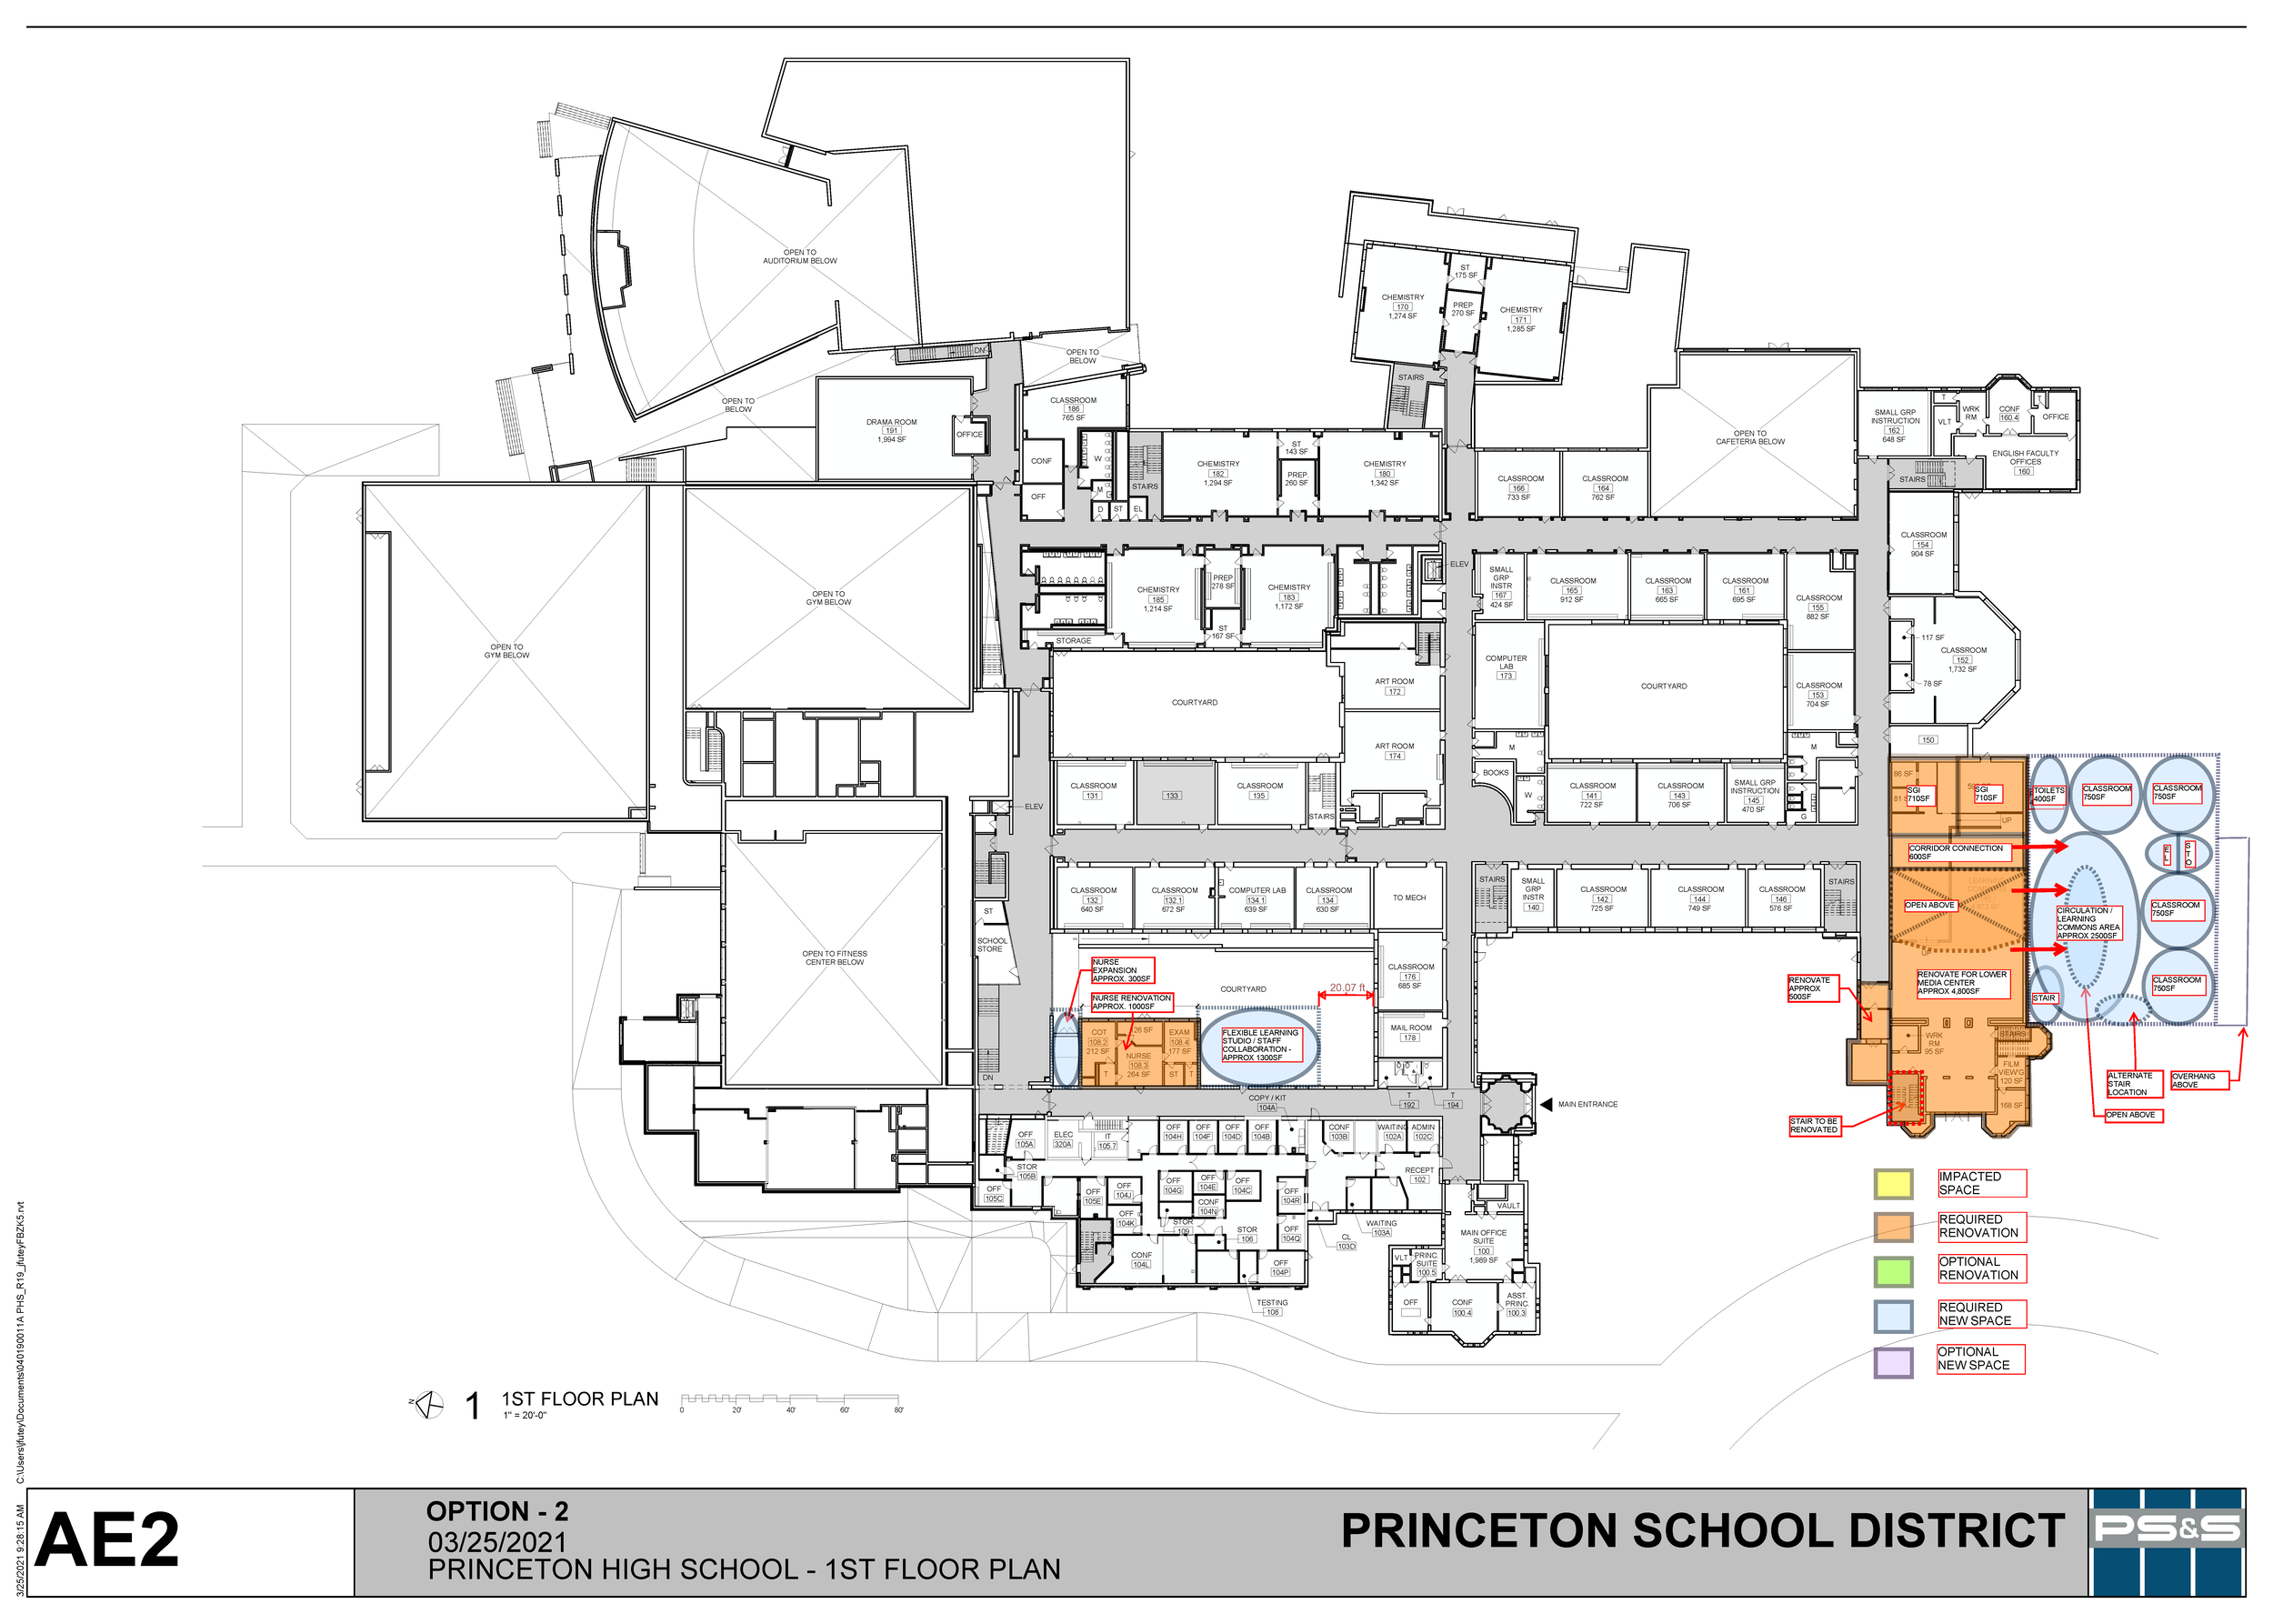 OPEN TO
AUDITORIUM BELOW
OPEN TO
BELOW
DN
OPEN TO
BELOW
DRAMA ROOM
191
1,994 SF
OFFICE
CLASSROOM
186
765 SF
CONF
OFF
W
M
D
ST
EL
STAIRS
CHEMISTRY
182
1,294 SF
ST
143 SF
PREP
260 SF
CHEMISTRY
180
1,342 SF
CHEMISTRY
170
1,274 SF
ST
175 SF
PREP
270 SF
CHEMISTRY
171
1,285 SF
STAIRS
CLASSROOM
166
733 SF
CLASSROOM
164
762 SF
OPEN TO
CAFETERIA BELOW
SMALL GRP
INSTRUCTION
162
648 SF
T
WRK
RM
VLT
CONF
160.4
T
OFFICE
ENGLISH FACULTY
OFFICES
160
STAIRS
OPEN TO
GYM BELOW
OPEN TO
GYM BELOW
CHEMISTRY
185
1,214 SF
PREP
278 SF
ST
167 SF
CHEMISTRY
183
1,172 SF
STORAGE
ELEV
SMALL
GRP
INSTR
167
424 SF
CLASSROOM
165
912 SF
CLASSROOM
163
665 SF
CLASSROOM
161
695 SF
CLASSROOM
155
882 SF
CLASSROOM
154
904 SF
117 SF
CLASSROOM
152
1,732 SF
78 SF
150
COURTYARD
ART ROOM
172
ART ROOM
174
COMPUTER
LAB
173
COURTYARD
CLASSROOM
153
704 SF
M
M
BOOKS
W
G
CLASSROOM
141
722 SF
CLASSROOM
143
706 SF
SMALL GRP
INSTRUCTION
145
470 SF
CLASSROOM
131
133
CLASSROOM
135
STAIRS
ELEV
86 SF
81 S
SGI
710SF
SGI
710SF
UP
TOILETS
400SF
CLASSROOM
750SF
CLASSROOM
750SF
CORRIDOR CONNECTION
600SF
EL
STO
OPEN ABOVE
CIRCULATION /
LEARNING
COMMONS AREA
APPROX 2500SF
CLASSROOM
750SF
UP
RENOVATE FOR LOWER
MEDIA CENTER
APPROX 4,800SF
STAIR
CLASSROOM
750SF
CLASSROOM
132
640 SF
CLASSROOM
132.1
672 SF
COMPUTER LAB
134.1
639 SF
CLASSROOM
134
630 SF
TO MECH
STAIRS
SMALL
GRP
INSTR
140
CLASSROOM
142
725 SF
CLASSROOM
144
749 SF
CLASSROOM
146
576 SF
STAIRS
ST
SCHOOL
STORE
OPEN TO FITNESS
CENTER BELOW
DN
NURSE
EXPANSION
APPROX. 300SF
NURSE RENOVATION
APPROX. 1000SF
COURTYARD
20.07 ft
CLASSROOM
176
685 SF
MAIL ROOM
178
COT
108.2
212 SF
26 SF
NURSE
108.3
264 SF
EXAM
108.4
177 SF
T
ST
T
FLEXIBLE LEARNING
STUDIO / STAFF
COLLABORATION -
APPROX 1300SF
RENOVATE
APPROX
500SF
WRK
RM
95 SF
STAIRS
FILM
VIEWG
120 SF
168 SF
STAIR TO BE
RENOVATED
ALTERNATE
STAIR
LOCATION
OVERHANG
ABOVE
OPEN ABOVE
T
192
T
194
MAIN ENTRANCE
COPY / KIT
104A
OFF
105A
ELEC
320A
IT
105.7
OFF
104H
OFF
104F
OFF
104D
OFF
104B
CONF
103B
WAITING
102A
ADMIN
102C
STOR
105B
OFF
105C
OFF
105E
OFF
104J
OFF
104K
OFF
104G
OFF
104E
OFF
104C
CONF
104N
OFF
104R
RECEPT
102
STOR
109
STOR
106
OFF
104Q
CL
103D
WAITING
103A
VAULT
MAIN OFFICE
SUITE
100
1,989 SF
CONF
104L
OFF
104P
VLT
PRINC
SUITE
100.5
TESTING
108
OFF
CONF
100.4
ASST.
PRINC.
100.3
IMPACTED
SPACE
REQUIRED
RENOVATION
OPTIONAL
RENOVATION
REQUIRED
NEW SPACE
OPTIONAL
NEW SPACE
N
1
1ST FLOOR PLAN
1" = 20'-0"
0
20'
40'
60'
80'
3/25/2021 9:28:15 AM C:\Users\jfutey\Documents\040190011A PHS_R19_jfuteyFBZK5.rvt
AE2
OPTION - 2
03/25/2021
PRINCETON HIGH SCHOOL - 1ST FLOOR PLAN
PRINCETON SCHOOL DISTRICT
PS&S